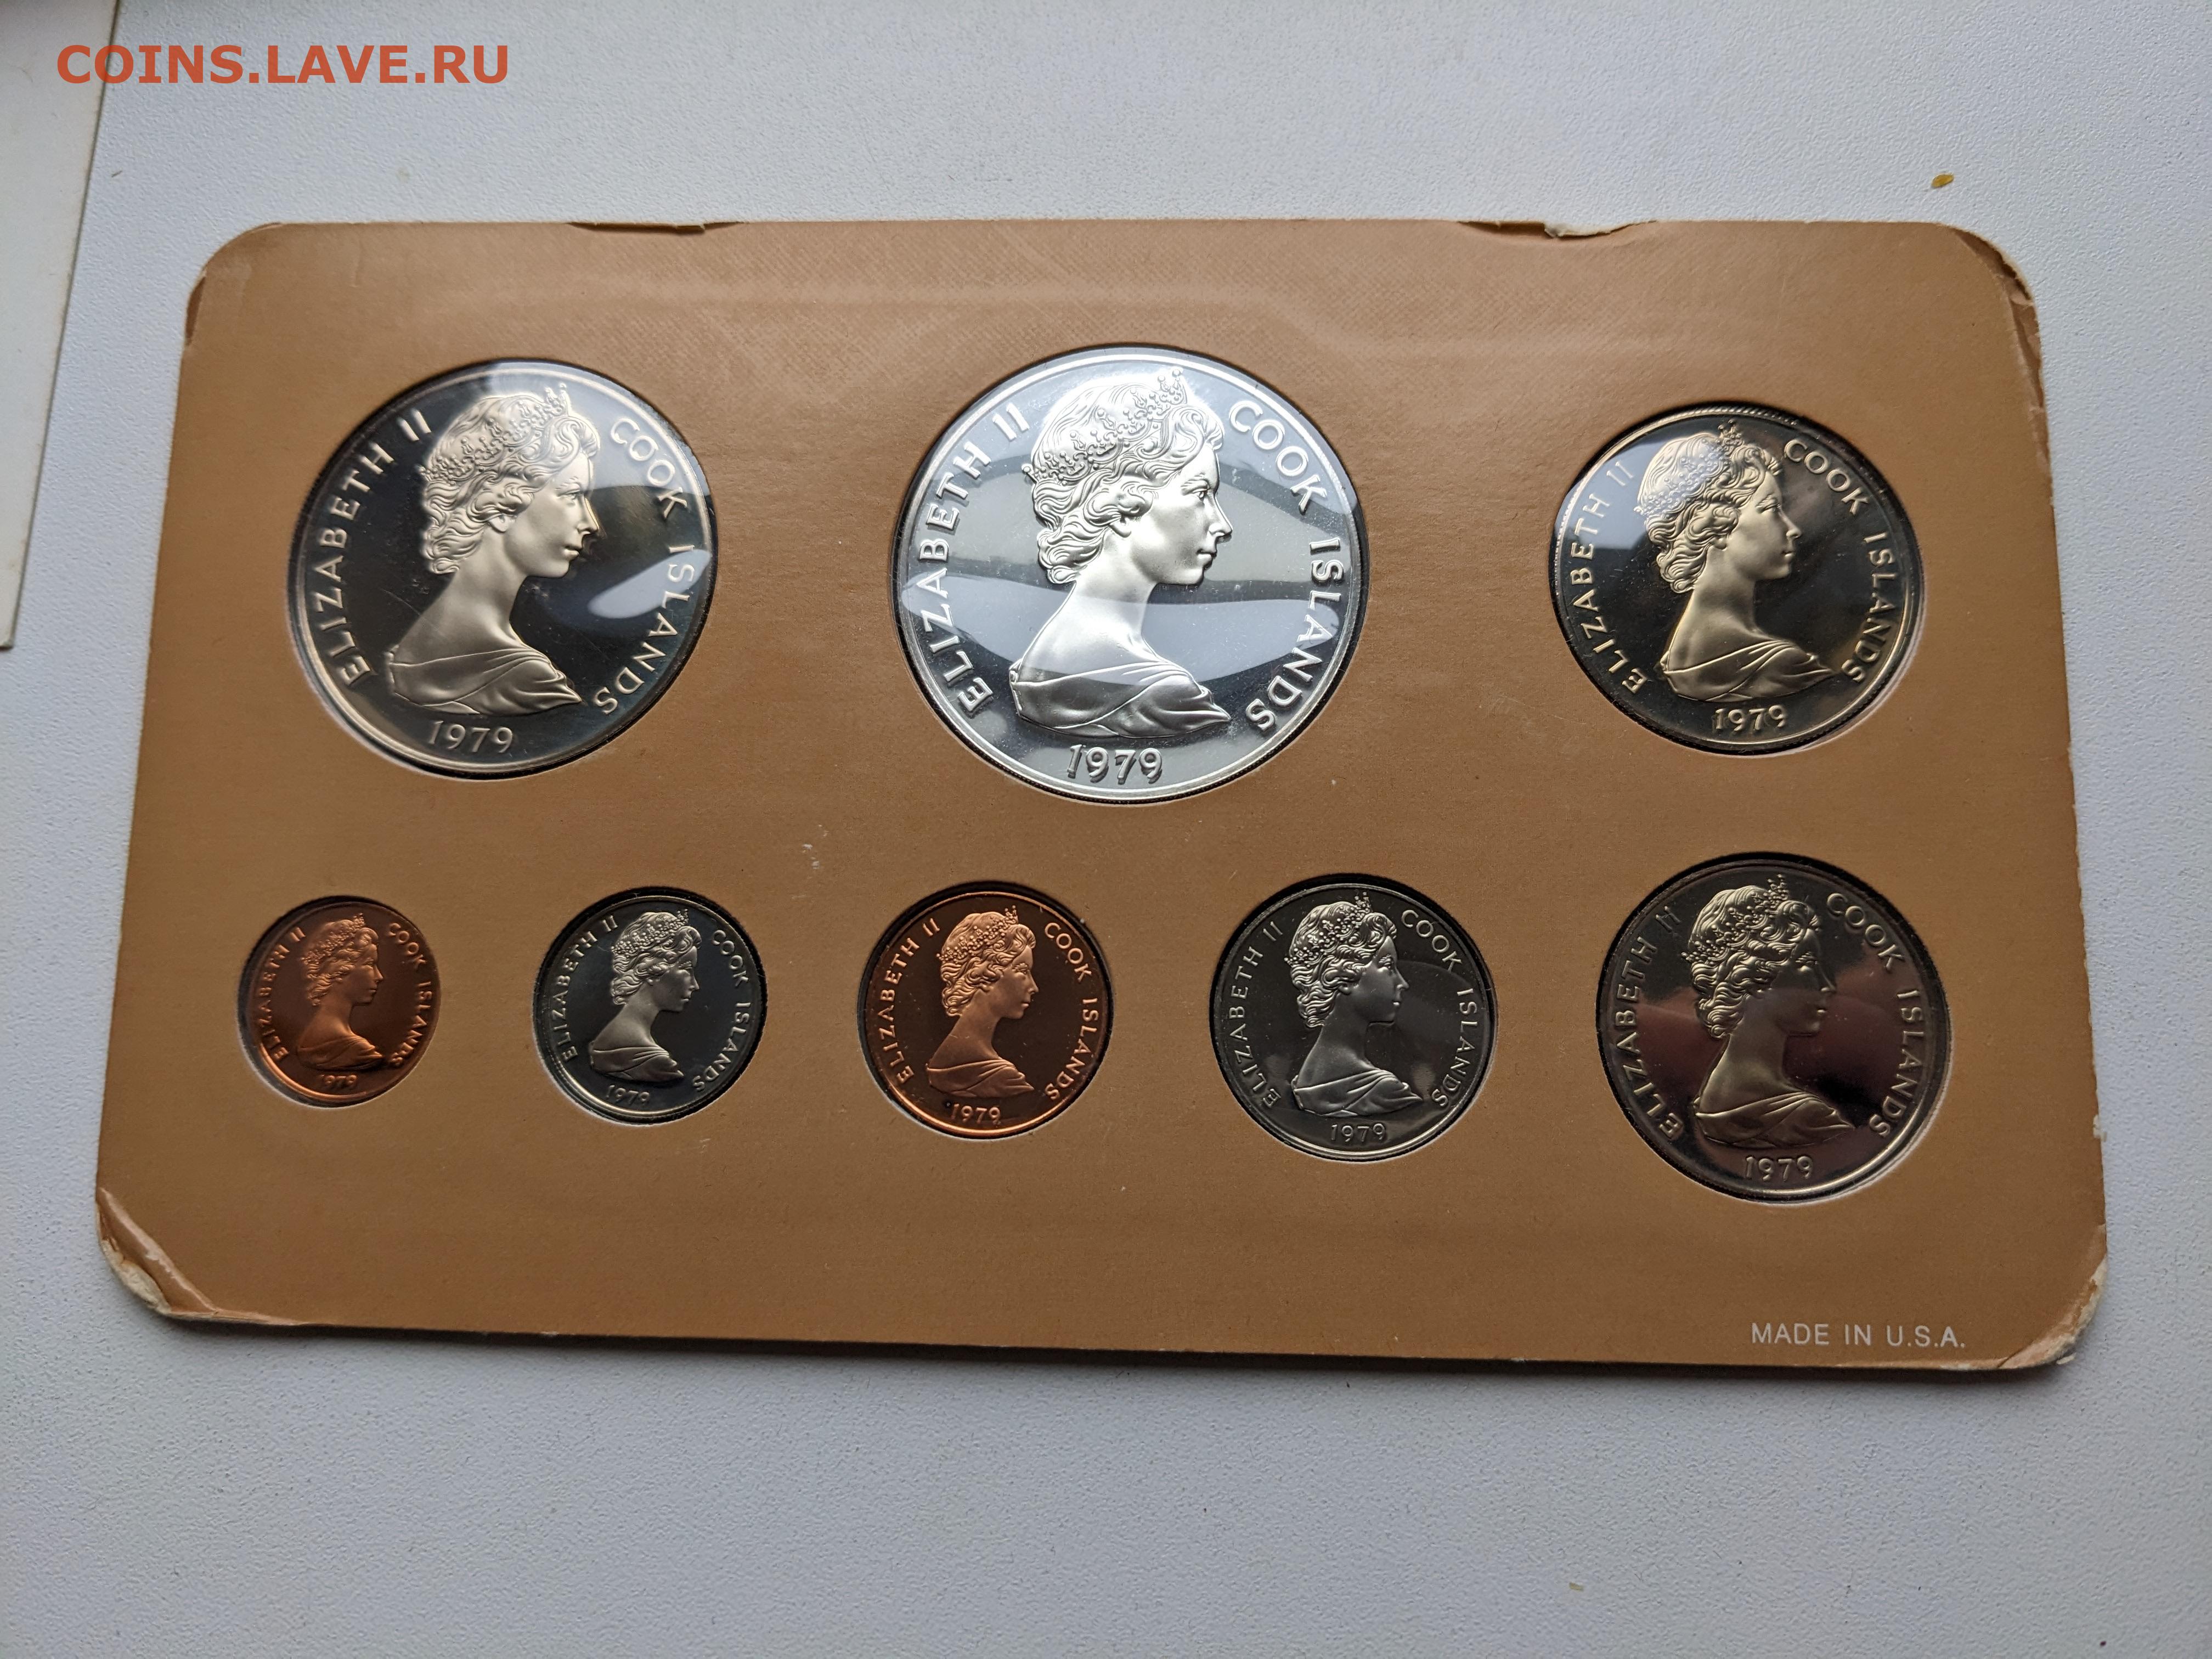 COINS.LAVE.RU
ELIZABETH II COOK ISLANDS
1979
ELIZABETH II COOK ISLANDS
1979
ELIZABETH II COOK ISLANDS
1979
ELIZABETH II COOK ISLANDS
1979
ELIZABETH II COOK ISLANDS
1979
ELIZABETH II COOK ISLANDS
1979
ELIZABETH II COOK ISLANDS
1979
ELIZABETH II COOK ISLANDS
1979
MADE IN U.S.A.